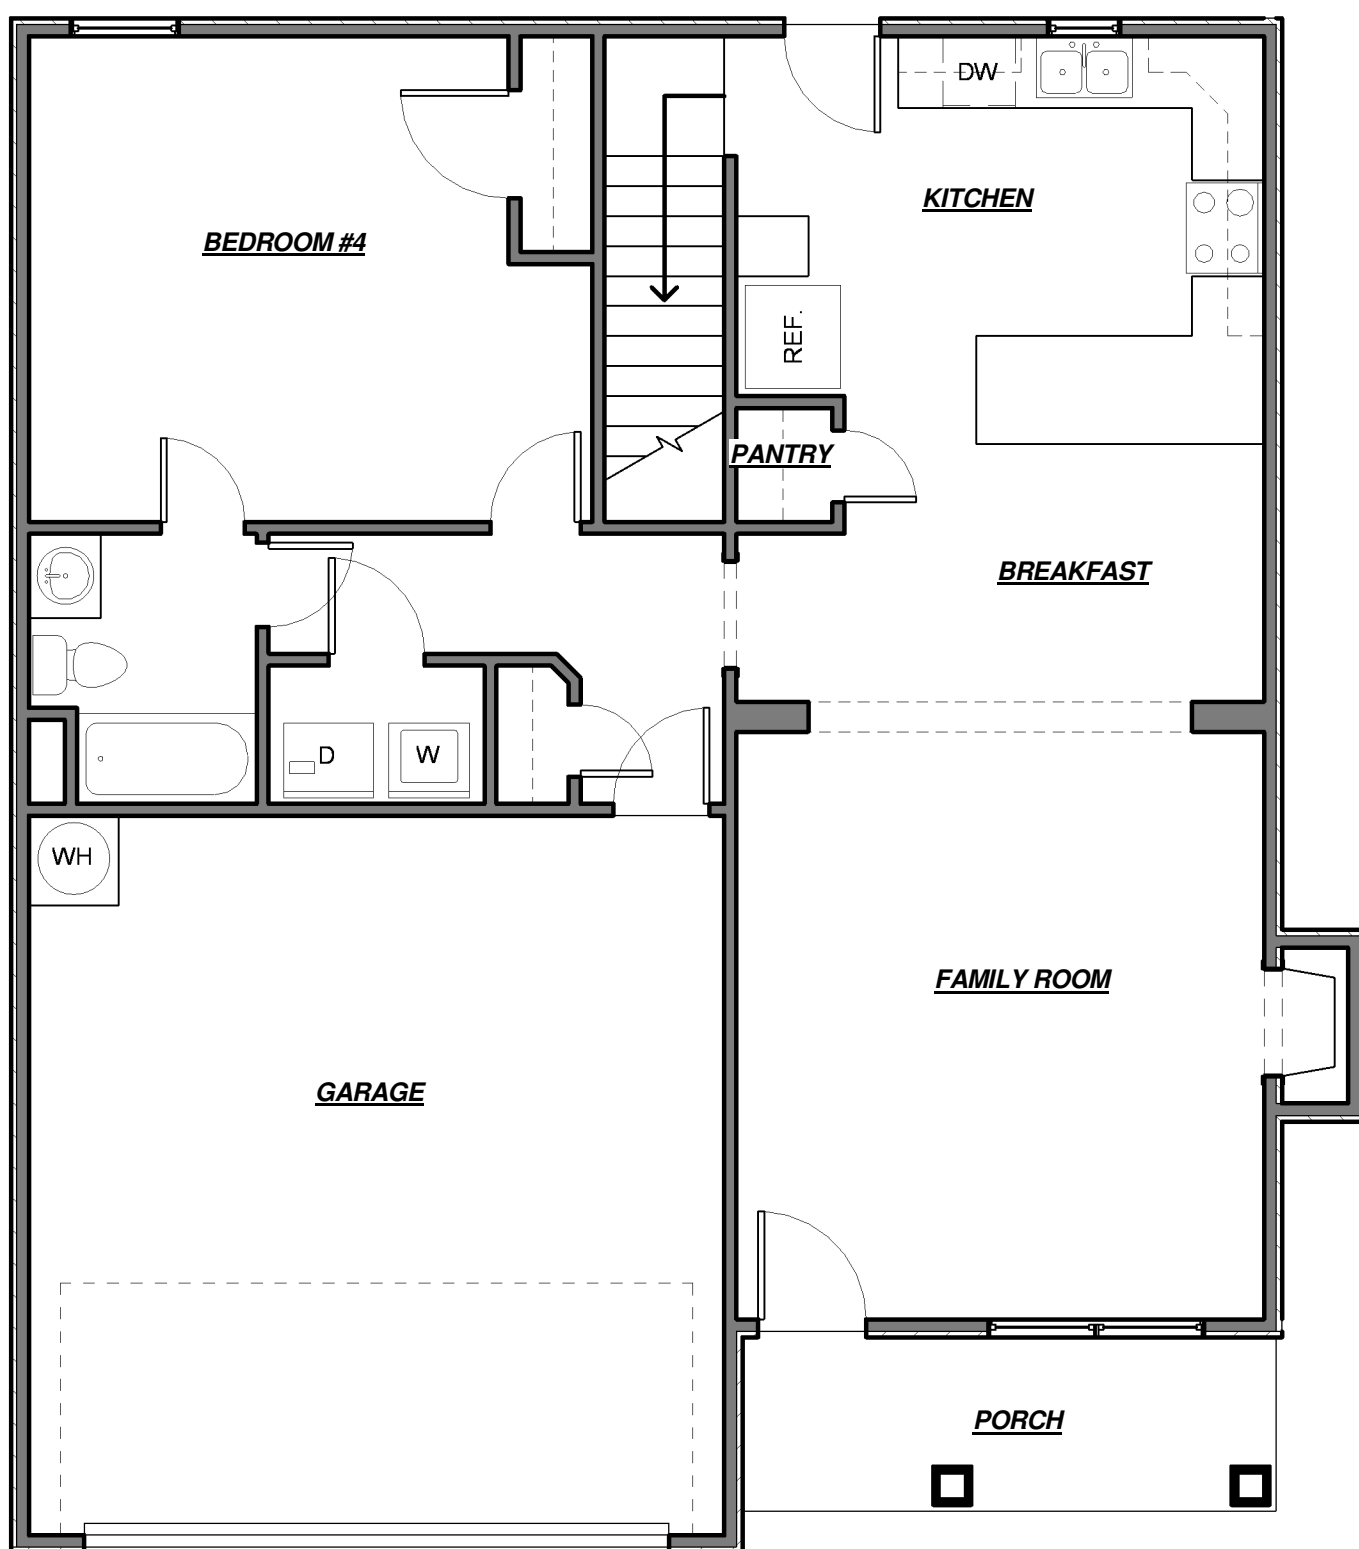 DW
KITCHEN
BEDROOM #4
REF.
PANTRY
BREAKFAST
D
W
WH
FAMILY ROOM
GARAGE
PORCH